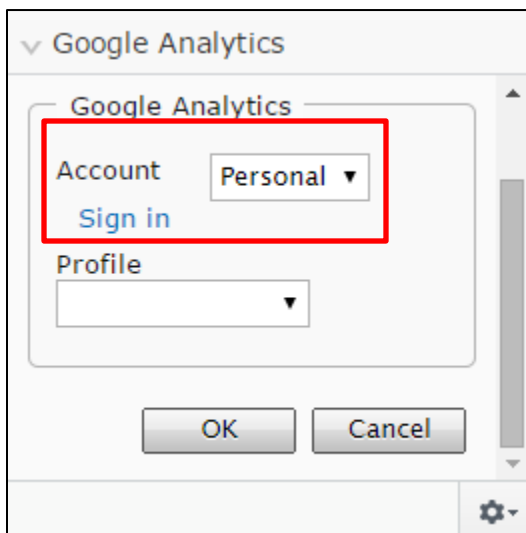 Google Analytics
Google Analytics
Account Personal
Sign in
Profile
OK Cancel